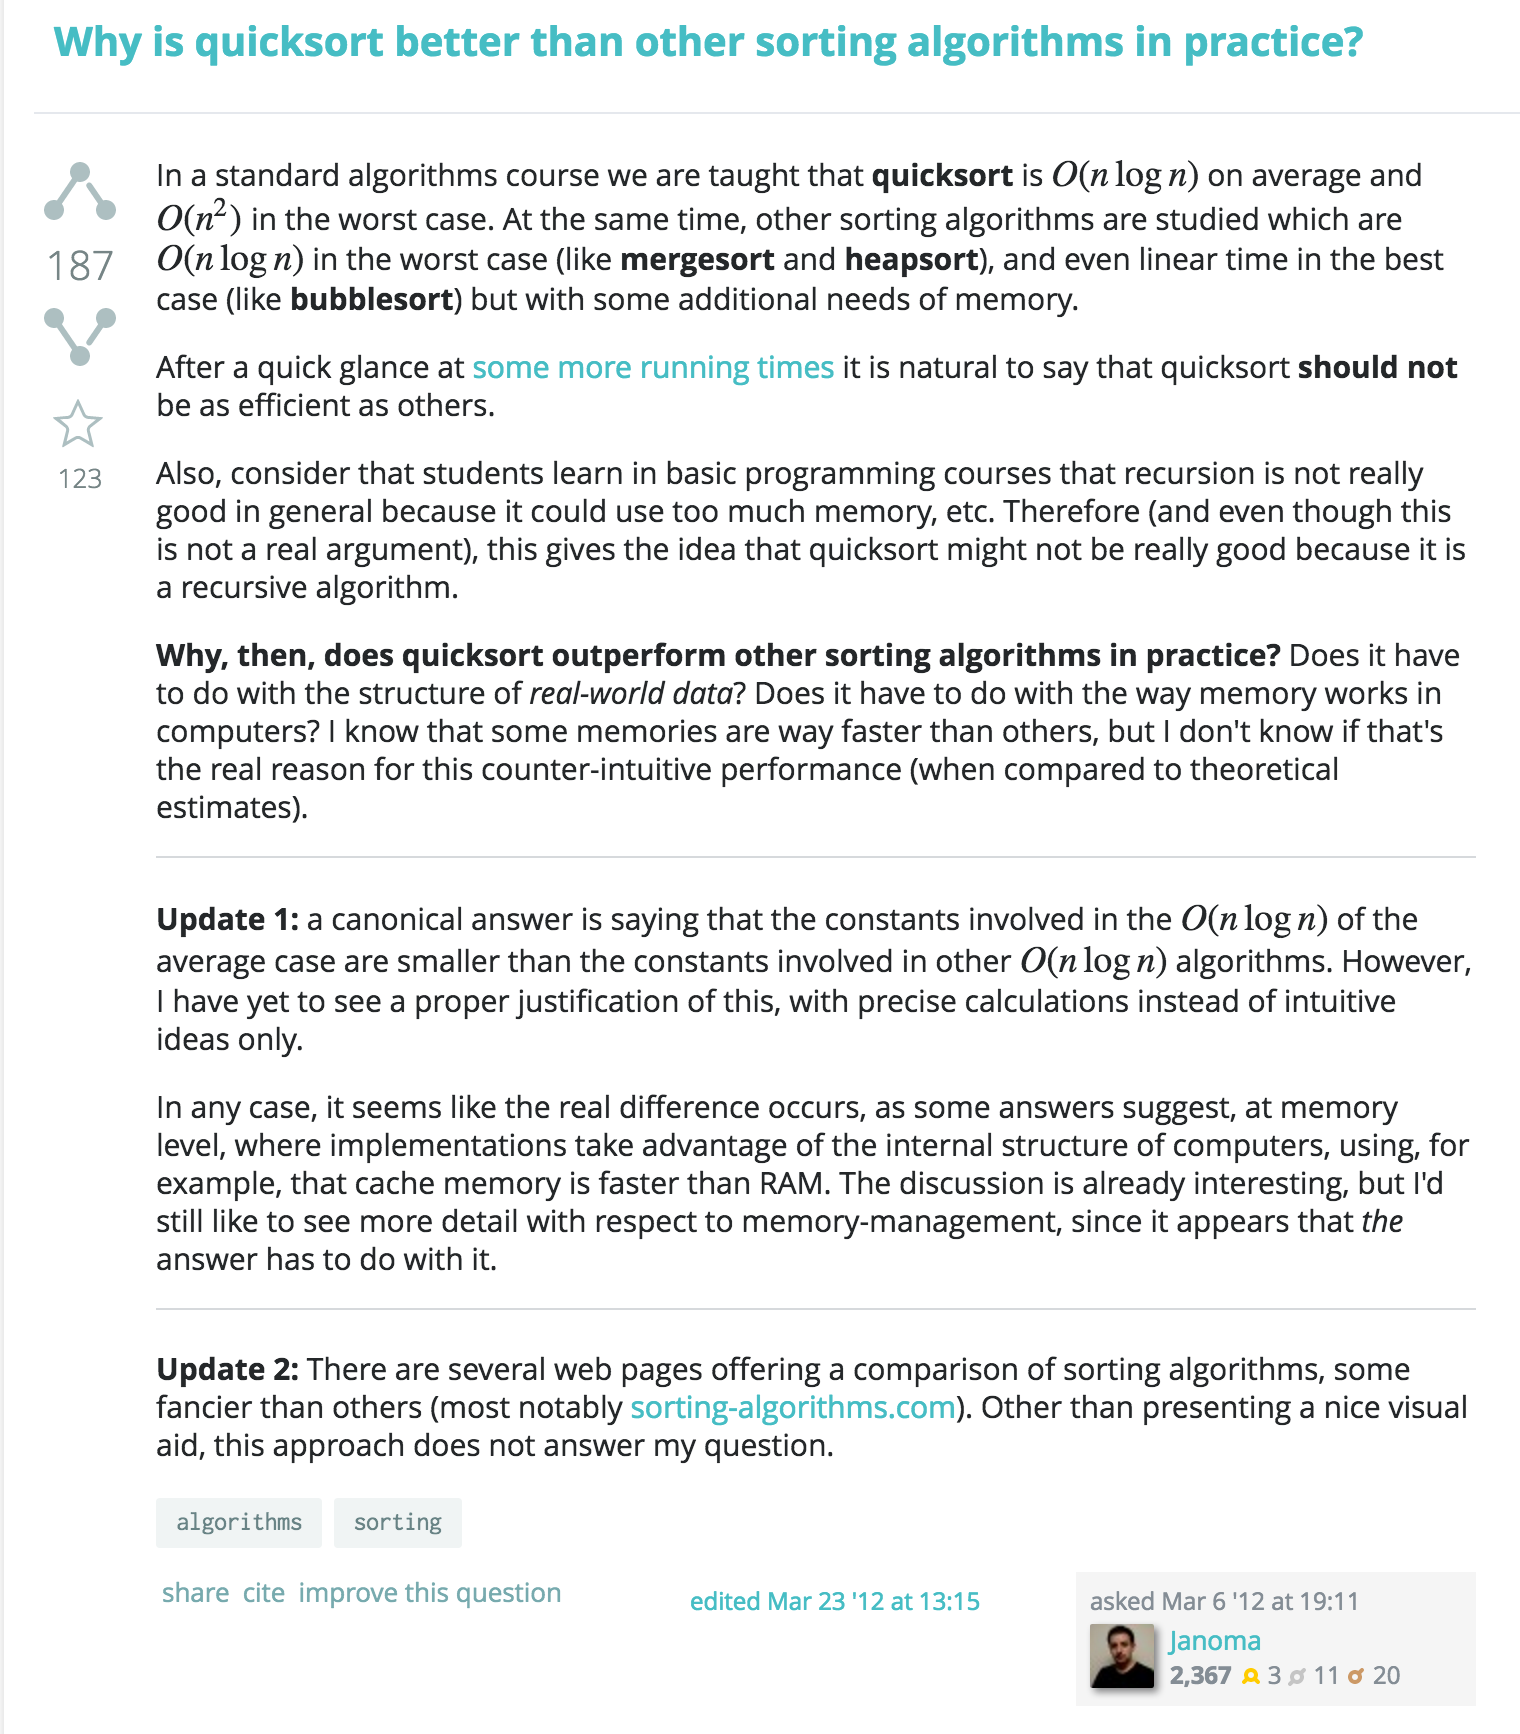 Why is quicksort better than other sorting algorithms in practice?
187
123
In a standard algorithms course we are taught that quicksort is O(n log n) on average and
O(n²) in the worst case. At the same time, other sorting algorithms are studied which are
O(n log n) in the worst case (like mergesort and heapsort), and even linear time in the best
case (like bubblesort) but with some additional needs of memory.
After a quick glance at some more running times it is natural to say that quicksort should not
be as efficient as others.
Also, consider that students learn in basic programming courses that recursion is not really
good in general because it could use too much memory, etc. Therefore (and even though this
is not a real argument), this gives the idea that quicksort might not be really good because it is
a recursive algorithm.
Why, then, does quicksort outperform other sorting algorithms in practice? Does it have
to do with the structure of real-world data? Does it have to do with the way memory works in
computers? I know that some memories are way faster than others, but I don't know if that's
the real reason for this counter-intuitive performance (when compared to theoretical
estimates).
Update 1: a canonical answer is saying that the constants involved in the O(n log n) of the
average case are smaller than the constants involved in other O(n log n) algorithms. However,
I have yet to see a proper justification of this, with precise calculations instead of intuitive
ideas only.
In any case, it seems like the real difference occurs, as some answers suggest, at memory
level, where implementations take advantage of the internal structure of computers, using, for
example, that cache memory is faster than RAM. The discussion is already interesting, but I'd
still like to see more detail with respect to memory-management, since it appears that the
answer has to do with it.
Update 2: There are several web pages offering a comparison of sorting algorithms, some
fancier than others (most notably sorting-algorithms.com). Other than presenting a nice visual
aid, this approach does not answer my question.
algorithms sorting
share cite improve this question
edited Mar 23 '12 at 13:15
asked Mar 6 '12 at 19:11
Janoma
2,367 3 11 20